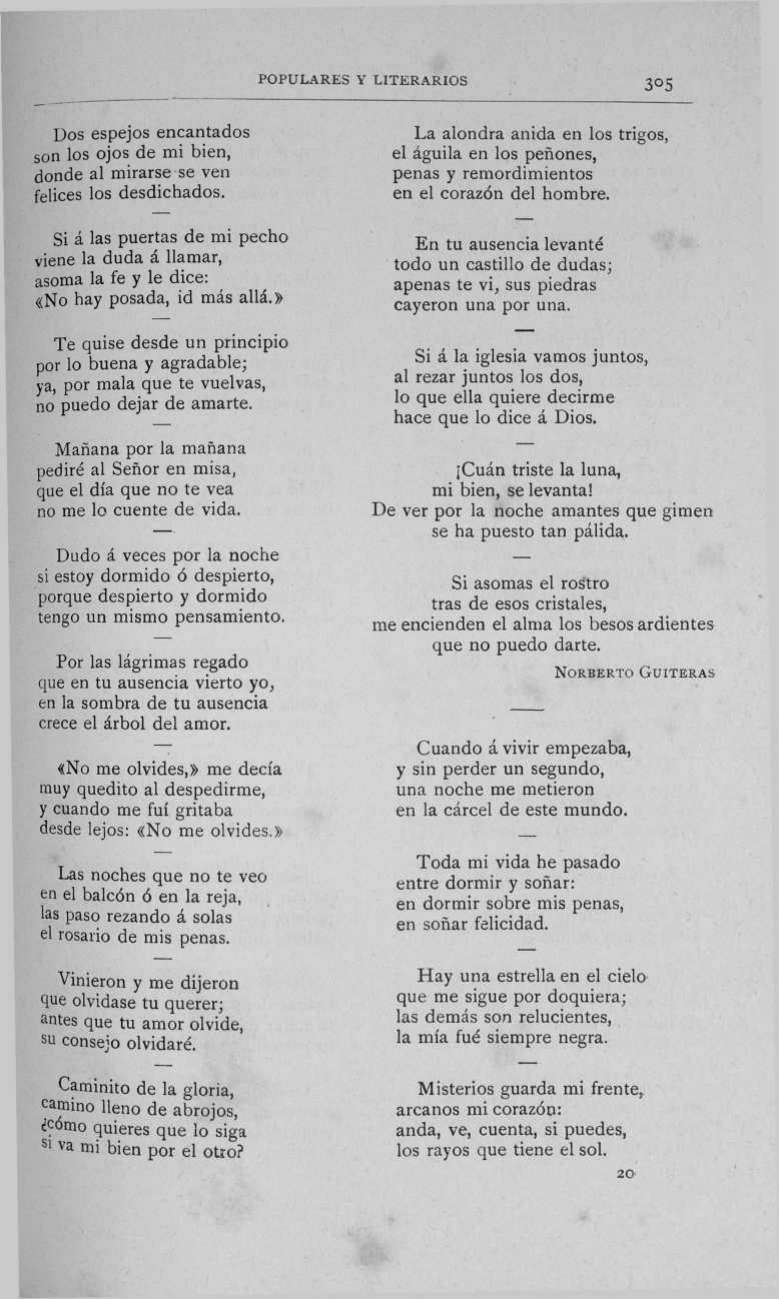 POPULARES Y LITERARIOS 305
Dos espejos encantados
son los ojos de mi bien,
donde al mirarse se ven
felices los desdichados.
Si á las puertas de mi pecho
viene la duda á llamar,
asoma la fe y le dice:
«No hay posada, id más allá.»
Te quise desde un principio
por lo buena y agradable;
ya, por mala que te vuelvas,
no puedo dejar de amarte.
Mañana por la mañana
pediré al Señor en misa,
que el día que no te vea
no me lo cuente de vida.
Dudo á veces por la noche
si estoy dormido ó despierto,
porque despierto y dormido
tengo un mismo pensamiento.
Por las lágrimas regado
que en tu ausencia vierto yo,
en la sombra de tu ausencia
crece el árbol del amor.
«No me olvides,» me decía
muy quedito al despedirme,
y cuando me fuí gritaba
desde lejos: «No me olvides.»
Las noches que no te veo
en el balcón ó en la reja,
las paso rezando á solas
el rosario de mis penas.
Vinieron y me dijeron
que olvidase tu querer;
antes que tu amor olvide,
su consejo olvidaré.
Caminito de la gloria,
camino lleno de abrojos,
¿cómo quieres que lo siga
si va mi bien por el otro?
La alondra anida en los trigos,
el águila en los peñones,
penas y remordimientos
en el corazón del hombre.
En tu ausencia levanté
todo un castillo de dudas;
apenas te vi, sus piedras
cayeron una por una.
Si á la iglesia vamos juntos,
al rezar juntos los dos,
lo que ella quiere decirme
hace que lo dice á Dios.
¡Cuán triste la luna,
mi bien, se levanta!
De ver por la noche amantes que gimen
se ha puesto tan pálida.
Si asomas el rostro
tras de esos cristales,
me encienden el alma los besos ardientes
que no puedo darte.
NORBERTO GUITERAS
Cuando á vivir empezaba,
y sin perder un segundo,
una noche me metieron
en la cárcel de este mundo.
Toda mi vida he pasado
entre dormir y soñar:
en dormir sobre mis penas,
en soñar felicidad.
Hay una estrella en el cielo
que me sigue por doquiera;
las demás son relucientes,
la mía fué siempre negra.
Misterios guarda mi frente,
arcanos mi corazón:
anda, ve, cuenta, si puedes,
los rayos que tiene el sol.
20